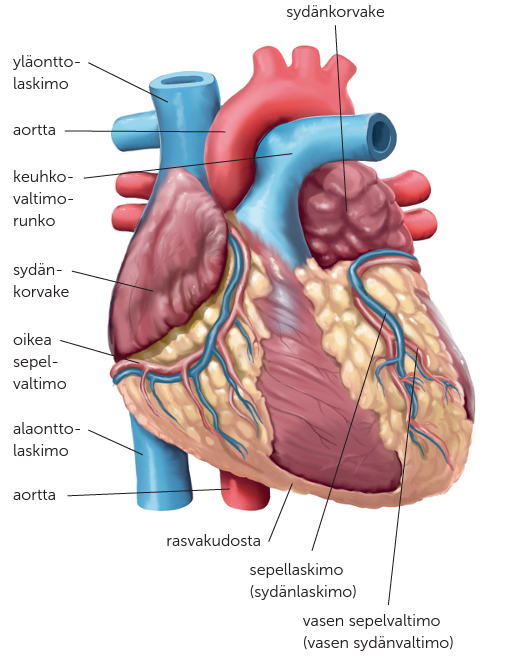 sydänkorvake
yläontto-
laskimo
aortta
keuhko-
valtimo-
runko
sydän-
korvake
oikea
sepel-
valtimo
alaontto-
laskimo
aortta
rasvakudosta
sepellaskimo
(sydänlaskimo)
vasen sepelvaltimo
(vasen sydänvaltimo)